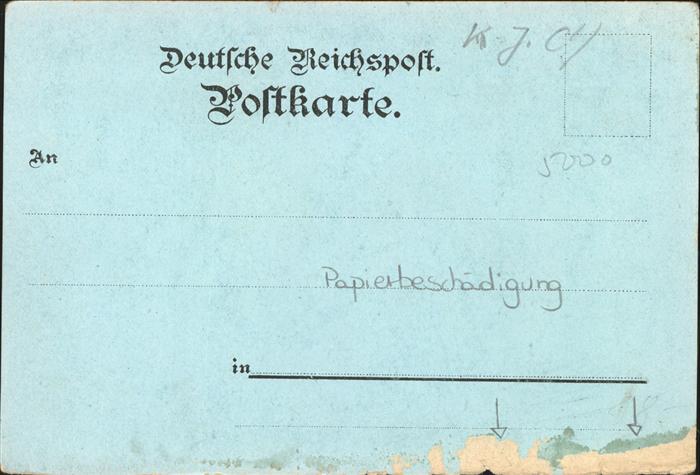 Deutsche Reichspost.
Postkarte.
An
Papierbeschädigung
in